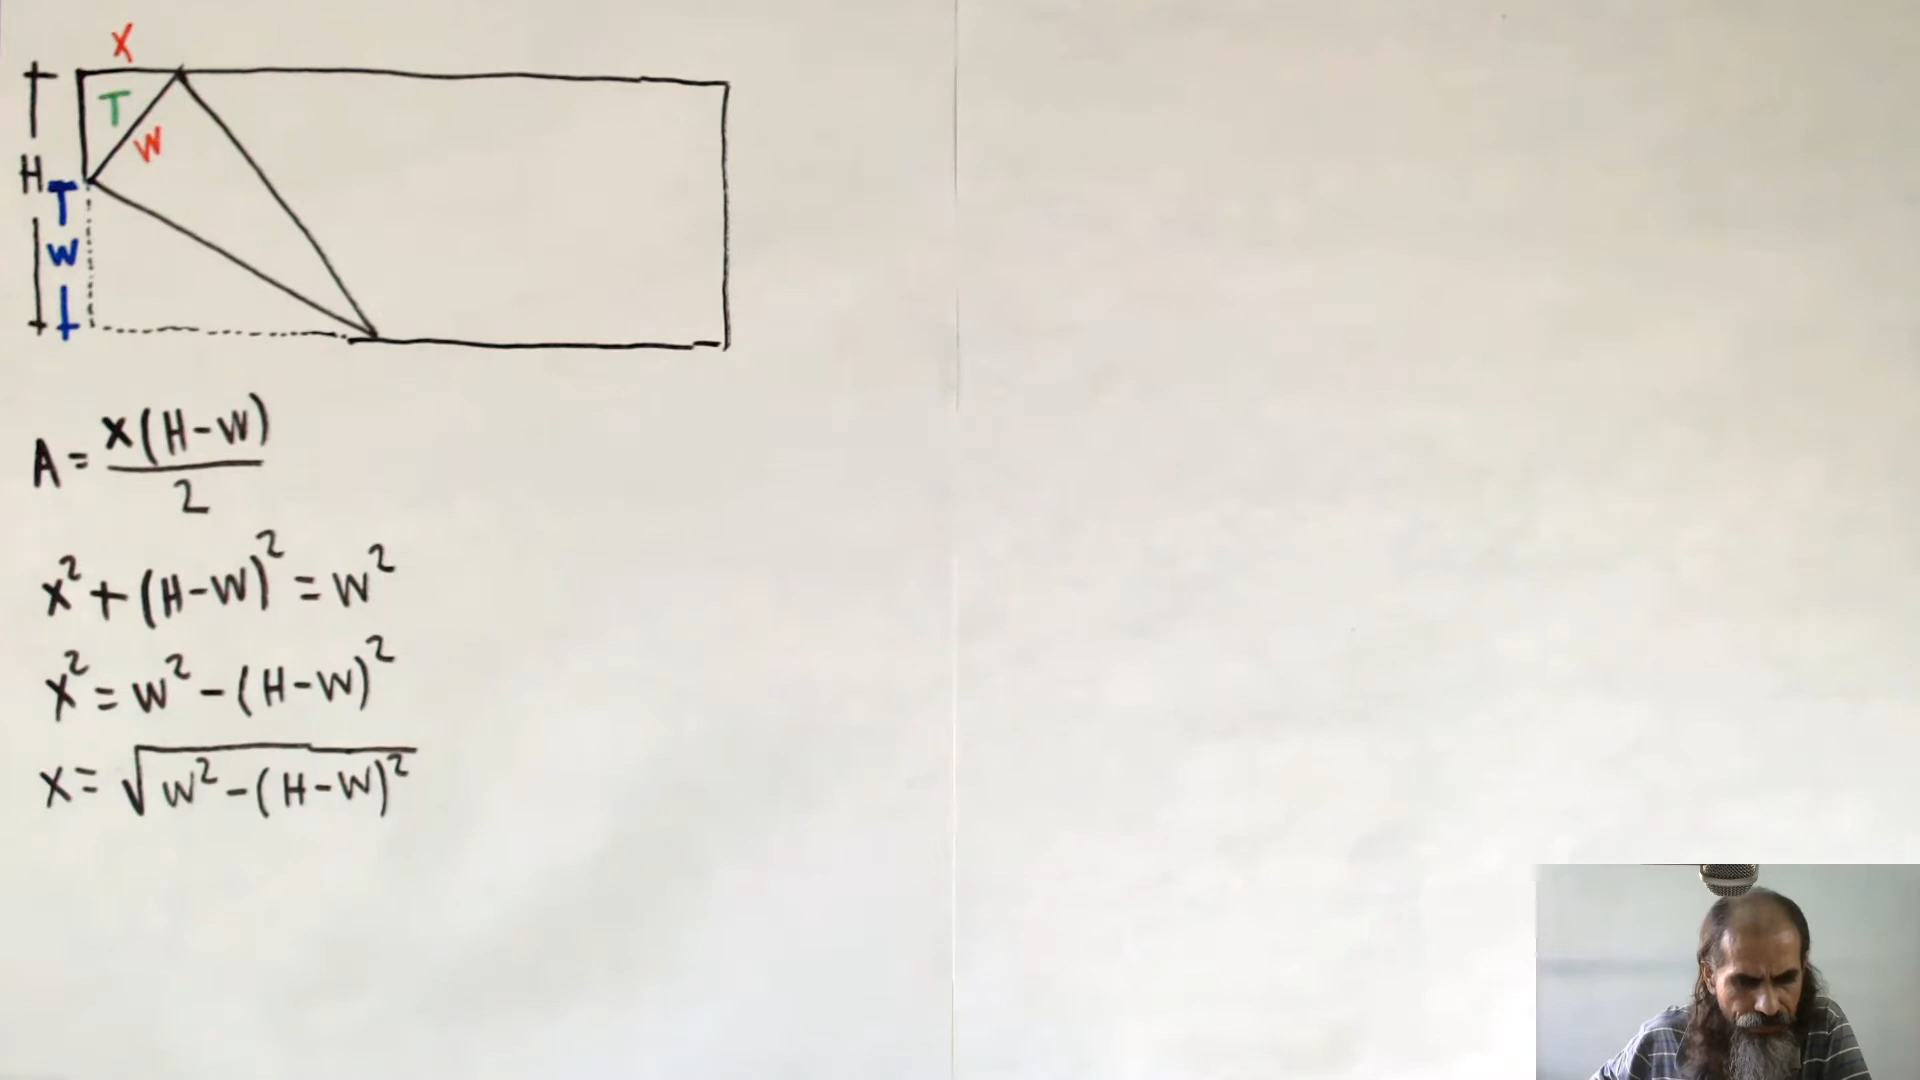 X
T
W
H
W
A = x(H-W)/2
x² + (H-W)² = W²
x² = W² - (H-W)²
x = √(W² - (H-W)²)